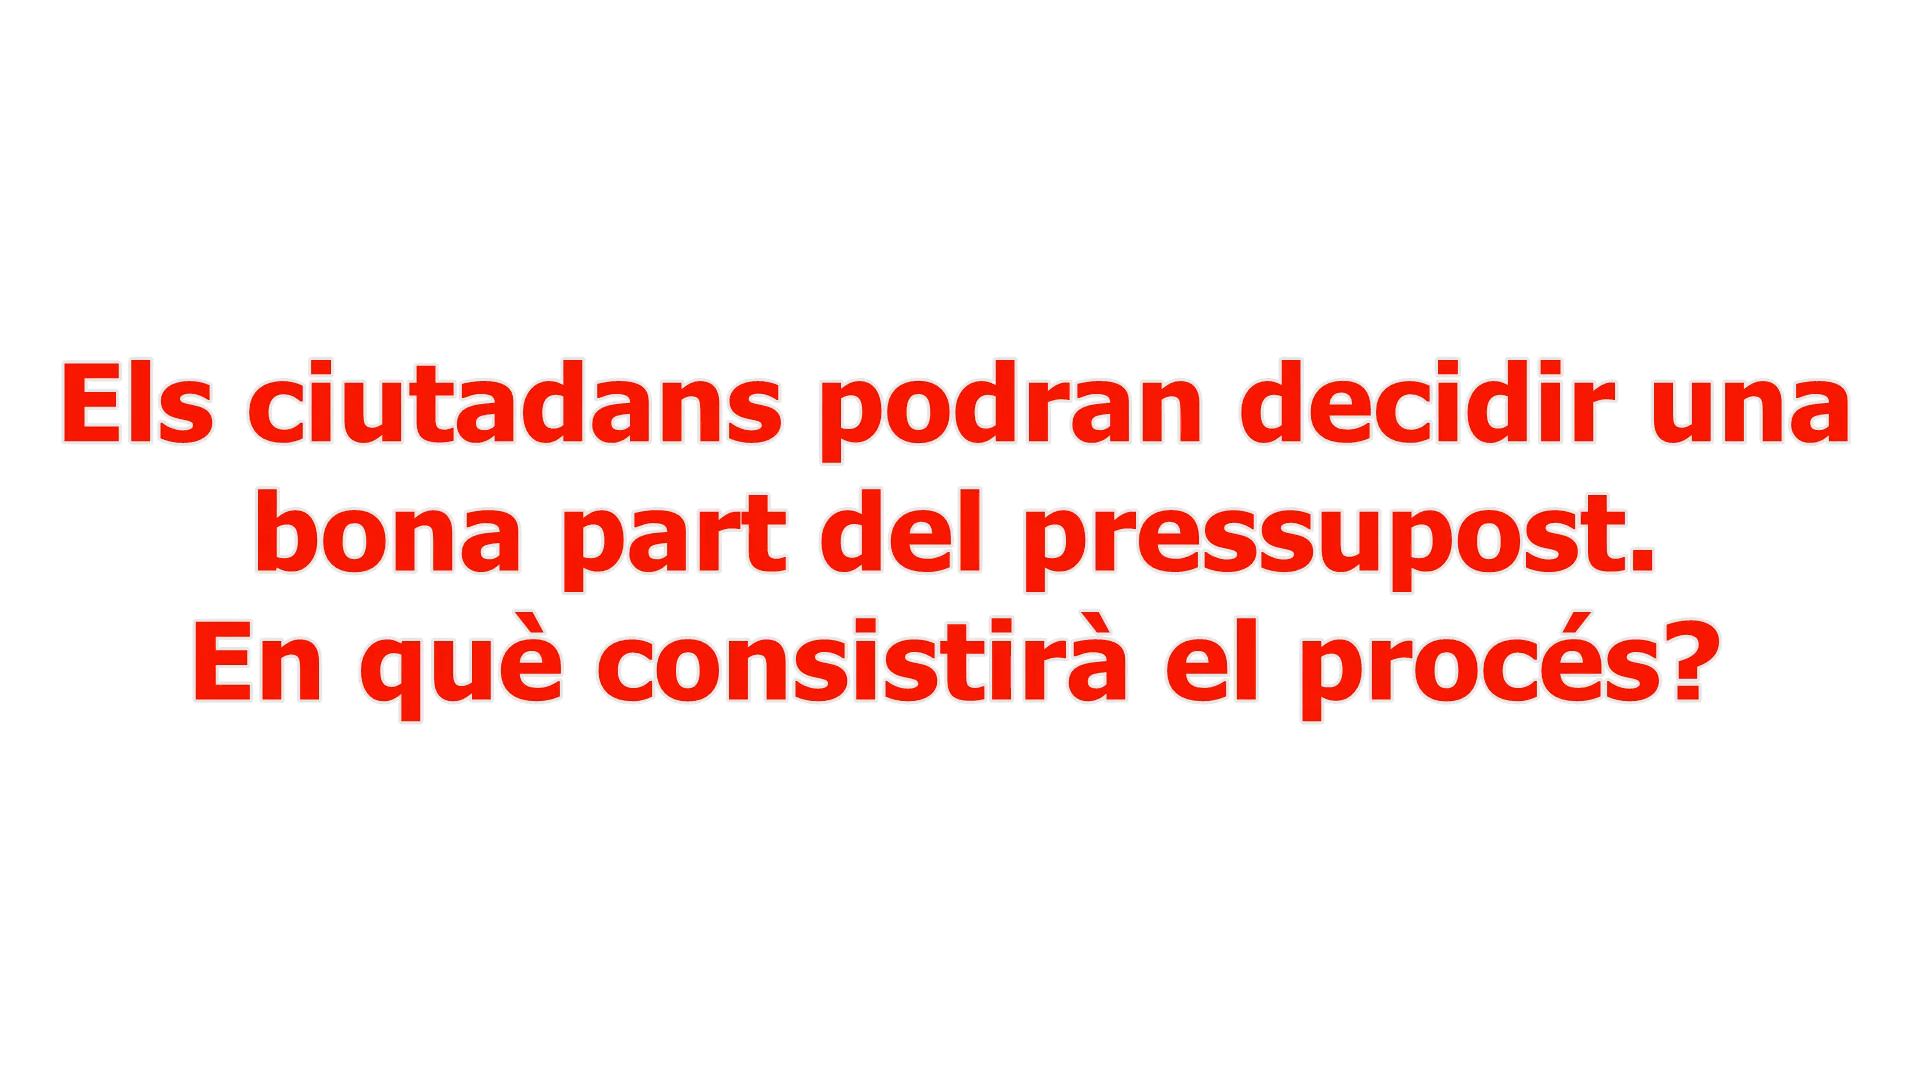 Els ciutadans podran decidir una
bona part del pressupost.
En què consistirà el procés?